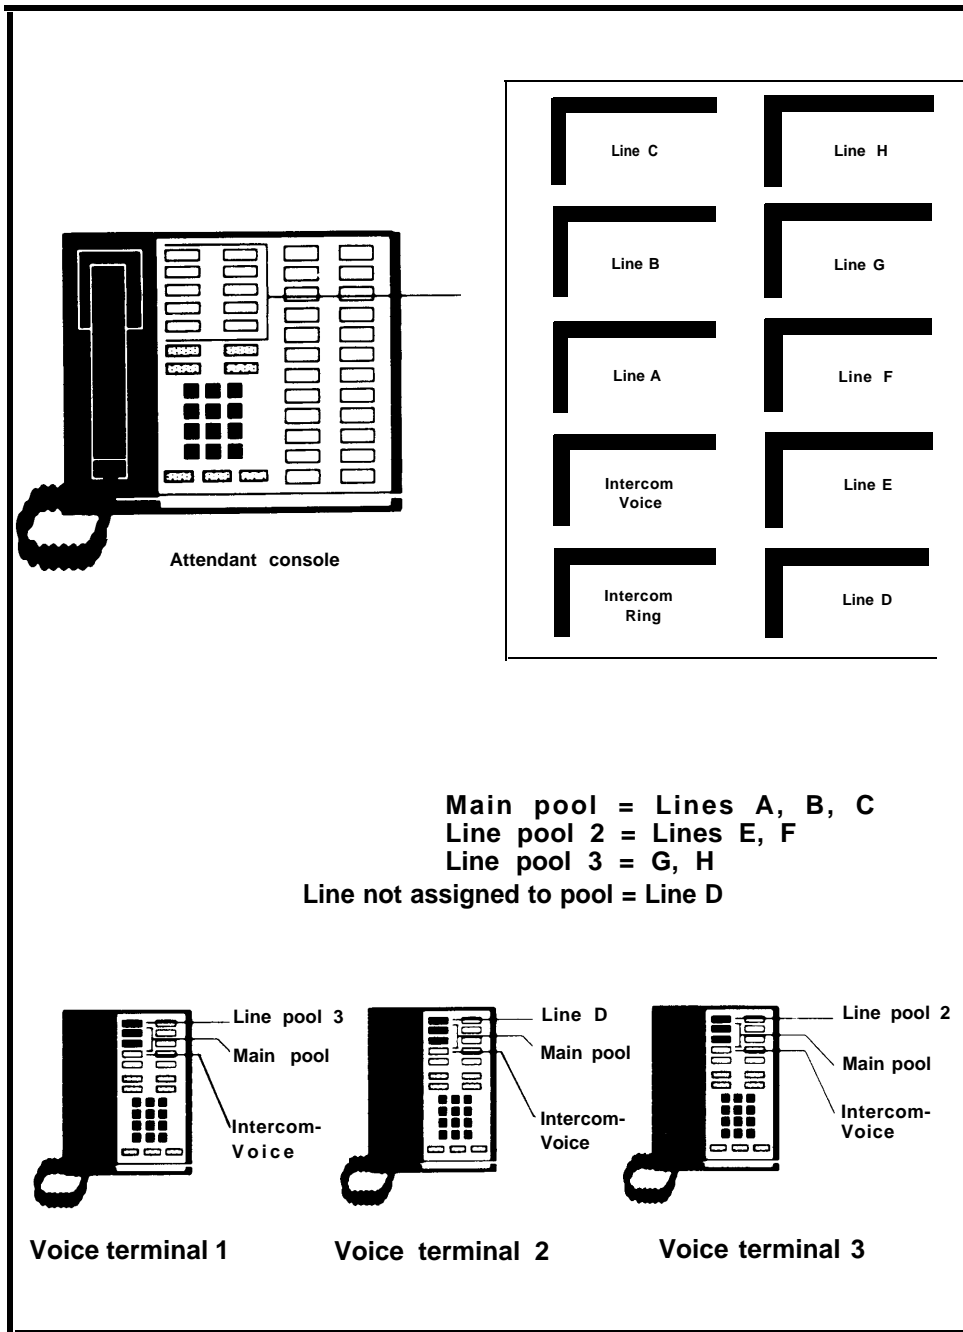 Line C
Line H
Line B
Line G
Line A
Line F
Intercom
Voice
Line E
Intercom
Ring
Line D
Attendant console
Main pool = Lines A, B, C
Line pool 2 = Lines E, F
Line pool 3 = G, H
Line not assigned to pool = Line D
Line pool 3
Main pool
Intercom-
Voice
Voice terminal 1
Line D
Main pool
Intercom-
Voice
Voice terminal 2
Line pool 2
Main pool
Intercom-
Voice
Voice terminal 3